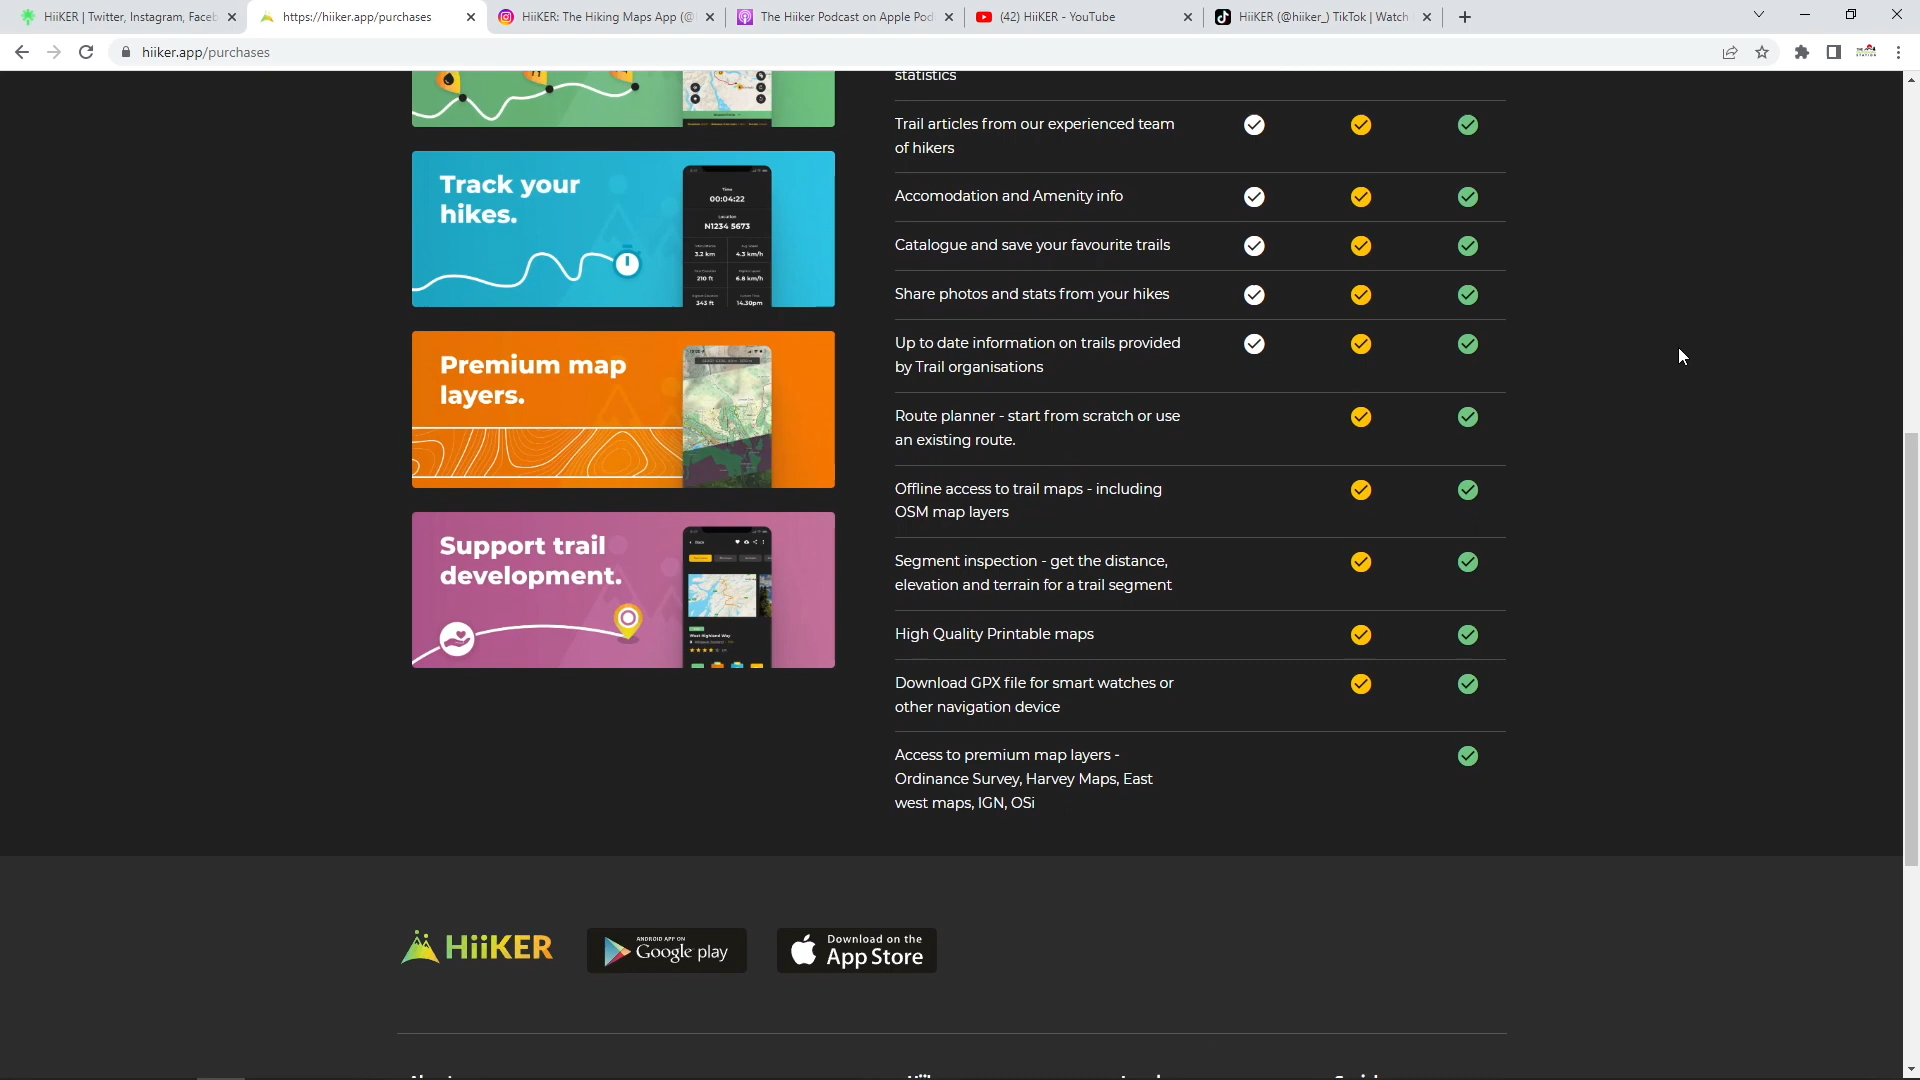 HiiKER | Twitter, Instagram, Faceb
https://hiiker.app/purchases
HiiKER: The Hiking Maps App (@
The Hiiker Podcast on Apple Pod
(42) HiiKER - YouTube
HiiKER (@hiiker_) TikTok | Watch
hiiker.app/purchases
statistics
Trail articles from our experienced team
of hikers
Accomodation and Amenity info
Catalogue and save your favourite trails
Share photos and stats from your hikes
Up to date information on trails provided
by Trail organisations
Route planner - start from scratch or use
an existing route.
Offline access to trail maps - including
OSM map layers
Segment inspection - get the distance,
elevation and terrain for a trail segment
High Quality Printable maps
Download GPX file for smart watches or
other navigation device
Access to premium map layers -
Ordinance Survey, Harvey Maps, East
west maps, IGN, OSi
Track your
hikes.
Time
00:04:22
Location
N1234 5673
3.2 km
4.3 km/h
210 ft
6.8 km/h
343 ft
14.30pm
Premium map
layers.
Support trail
development.
West Highland Way
HiiKER
ANDROID APP ON
Google play
Download on the
App Store